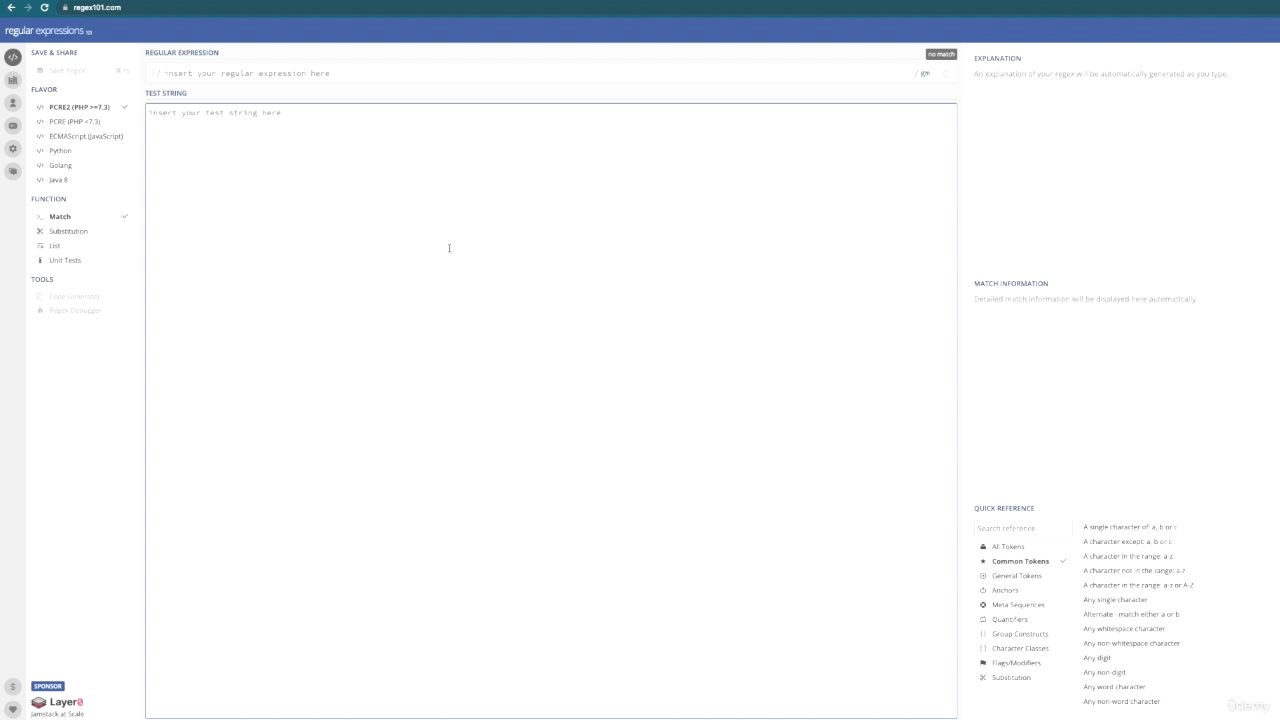 regex101.com
regular expressions 101
SAVE & SHARE
Save Regex ⌘+s
FLAVOR
PCRE2 (PHP >=7.3)
PCRE (PHP <7.3)
ECMAScript (JavaScript)
Python
Golang
Java 8
FUNCTION
Match
Substitution
List
Unit Tests
TOOLS
Code Generator
Regex Debugger
SPONSOR
Layer0
Jamstack at Scale
REGULAR EXPRESSION
no match
/ insert your regular expression here / gm
TEST STRING
insert your test string here
EXPLANATION
An explanation of your regex will be automatically generated as you type.
MATCH INFORMATION
Detailed match information will be displayed here automatically.
QUICK REFERENCE
Search reference
All Tokens
Common Tokens
General Tokens
Anchors
Meta Sequences
Quantifiers
Group Constructs
Character Classes
Flags/Modifiers
Substitution
A single character of: a, b or c
A character except: a, b or c
A character in the range: a-z
A character not in the range: a-z
A character in the range: a-z or A-Z
Any single character
Alternate - match either a or b
Any whitespace character
Any non-whitespace character
Any digit
Any non-digit
Any word character
Any non-word character
ûdemy